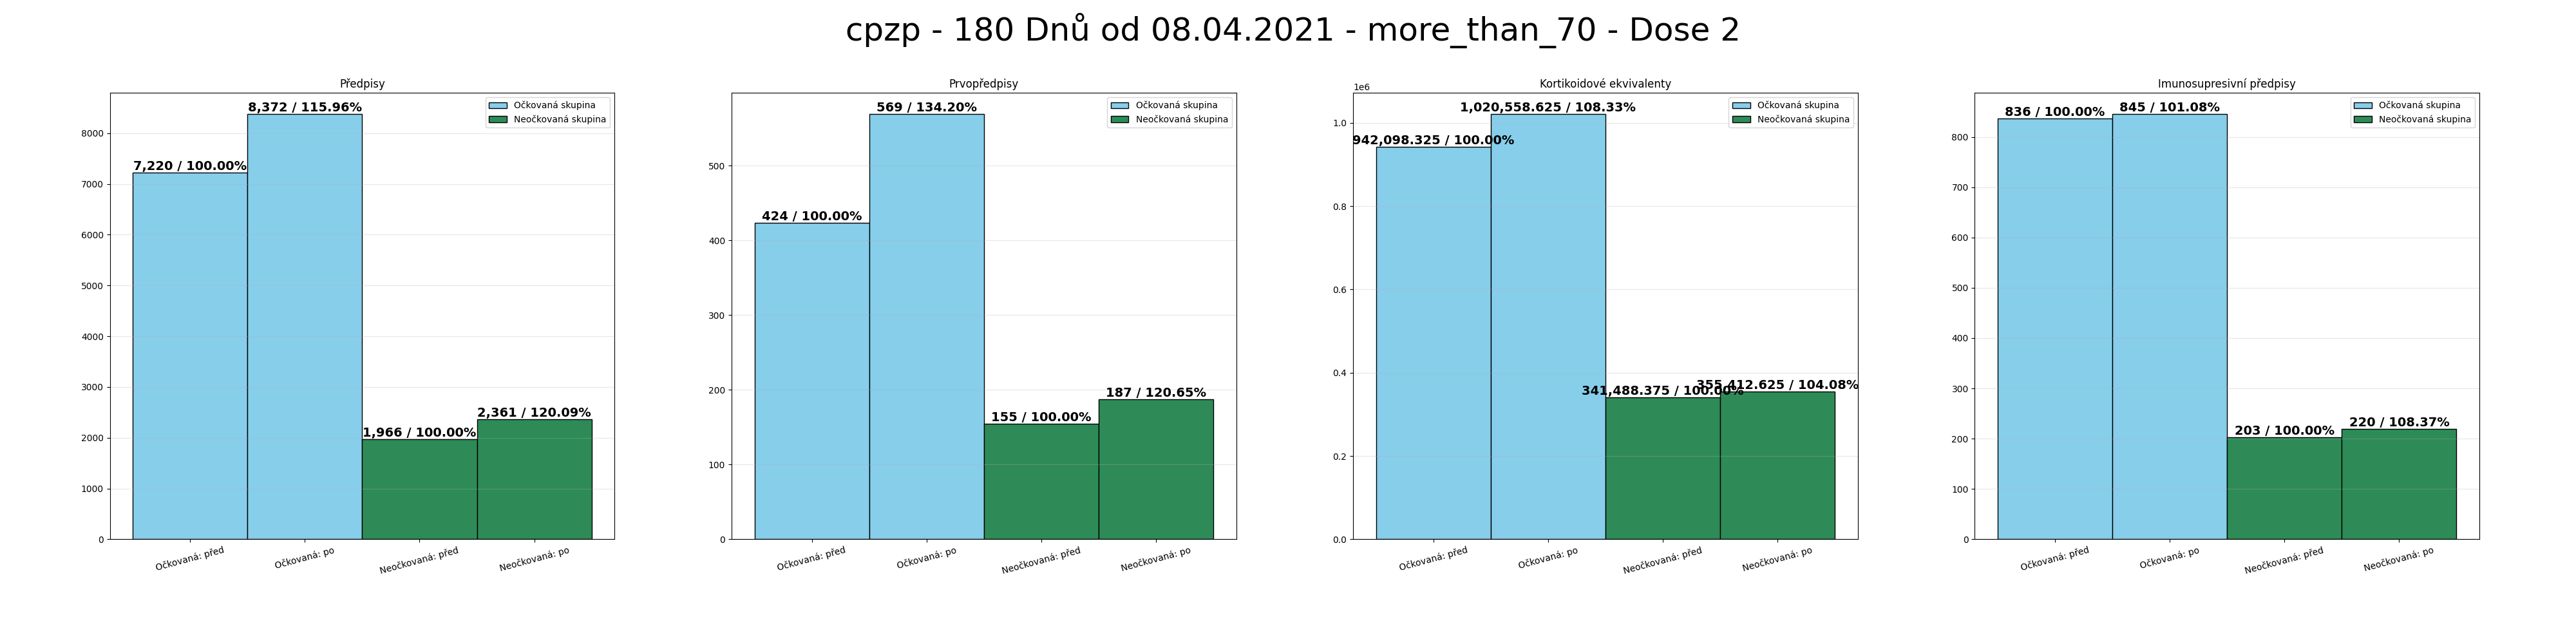 cpzp - 180 Dnů od 08.04.2021 - more_than_70 - Dose 2
Předpisy
8,372 / 115.96%
7,220 / 100.00%
2,361 / 120.09%
1,966 / 100.00%
Očkovaná skupina
Neočkovaná skupina
8000
7000
6000
5000
4000
3000
2000
1000
0
Očkovaná: před
Očkovaná: po
Neočkovaná: před
Neočkovaná: po
Prvopředpisy
569 / 134.20%
424 / 100.00%
187 / 120.65%
155 / 100.00%
Očkovaná skupina
Neočkovaná skupina
500
400
300
200
100
0
Očkovaná: před
Očkovaná: po
Neočkovaná: před
Neočkovaná: po
Kortikoidové ekvivalenty
1e6
1,020,558.625 / 108.33%
942,098.325 / 100.00%
355,412.625 / 104.08%
341,488.375 / 100.00%
Očkovaná skupina
Neočkovaná skupina
1.0
0.8
0.6
0.4
0.2
0.0
Očkovaná: před
Očkovaná: po
Neočkovaná: před
Neočkovaná: po
Imunosupresivní předpisy
836 / 100.00%
845 / 101.08%
220 / 108.37%
203 / 100.00%
Očkovaná skupina
Neočkovaná skupina
800
700
600
500
400
300
200
100
0
Očkovaná: před
Očkovaná: po
Neočkovaná: před
Neočkovaná: po